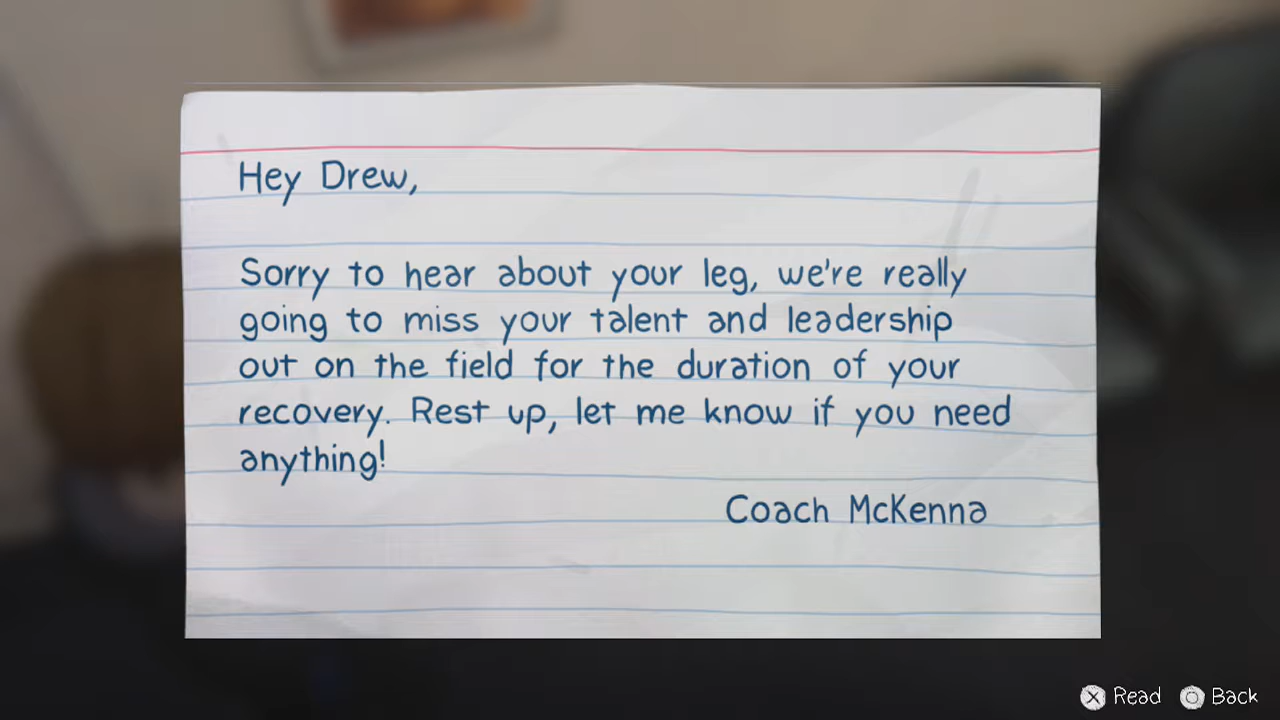 Hey Drew,
Sorry to hear about your leg, we're really
going to miss your talent and leadership
out on the field for the duration of your
recovery. Rest up, let me know if you need
anything!
Coach McKenna
Read Back